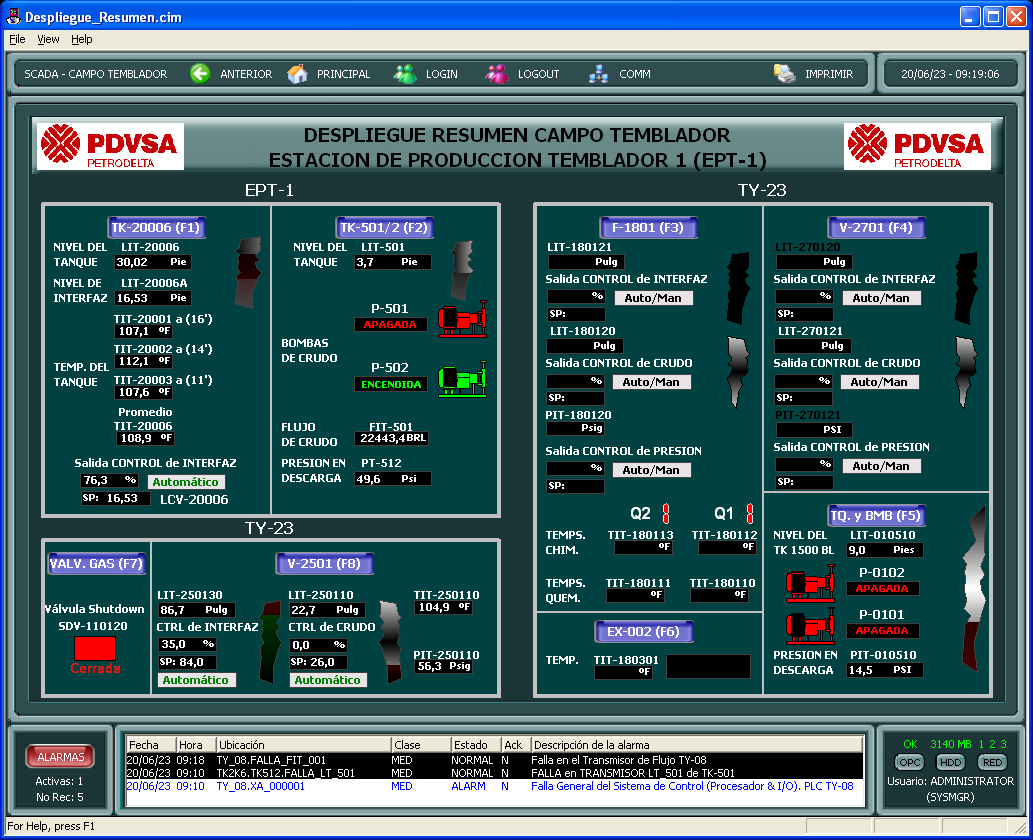 Despliegue_Resumen.cim
File View Help
SCADA - CAMPO TEMBLADOR ANTERIOR PRINCIPAL LOGIN LOGOUT COMM IMPRIMIR 20/06/23 - 09:19:06
PDVSA
PETRODELTA
DESPLIEGUE RESUMEN CAMPO TEMBLADOR
ESTACION DE PRODUCCION TEMBLADOR 1 (EPT-1)
PDVSA
PETRODELTA
EPT-1
TK-20006 (F1)
NIVEL DEL TANQUE
LIT-20006
30,02 Pie
NIVEL DE INTERFAZ
LIT-20006A
16,53 Pie
TEMP. DEL TANQUE
TIT-20001 a (16')
107,1 ºF
TIT-20002 a (14')
112,1 ºF
TIT-20003 a (11')
107,6 ºF
Promedio
TIT-20006
108,9 ºF
Salida CONTROL de INTERFAZ
76,3 % Automático
SP: 16,53 LCV-20006
TK-501/2 (F2)
NIVEL DEL TANQUE
LIT-501
3,7 Pie
BOMBAS DE CRUDO
P-501
APAGADA
P-502
ENCENDIDA
FLUJO DE CRUDO
FIT-501
22443,4BRL
PRESION EN DESCARGA
PT-512
49,6 Psi
TY-23
VALV. GAS (F7)
Válvula Shutdown
SDV-110120
Cerrada
V-2501 (F8)
LIT-250130
86,7 Pulg
CTRL de INTERFAZ
35,0 %
SP: 84,0
Automático
LIT-250110
22,7 Pulg
CTRL de CRUDO
0,0 %
SP: 26,0
Automático
TIT-250110
104,9 ºF
PIT-250110
56,3 Psig
TY-23
F-1801 (F3)
LIT-180121
Pulg
Salida CONTROL de INTERFAZ
% Auto/Man
SP:
LIT-180120
Pulg
Salida CONTROL de CRUDO
% Auto/Man
SP:
PIT-180120
Psig
Salida CONTROL de PRESION
% Auto/Man
SP:
Q2 Q1
TEMPS. CHIM.
TIT-180113 TIT-180112
ºF ºF
TEMPS. QUEM.
TIT-180111 TIT-180110
ºF ºF
EX-002 (F6)
TEMP.
TIT-180301
ºF
V-2701 (F4)
LIT-270120
Pulg
Salida CONTROL de INTERFAZ
% Auto/Man
SP:
LIT-270121
Pulg
Salida CONTROL de CRUDO
% Auto/Man
SP:
PIT-270121
PSI
Salida CONTROL de PRESION
% Auto/Man
SP:
TQ. y BMB (F5)
NIVEL DEL TK 1500 BL
LIT-010510
9,0 Pies
P-0102
APAGADA
P-0101
APAGADA
PRESION EN DESCARGA
PIT-010510
14,5 PSI
ALARMAS
Activas: 1
No Rec: 5
Fecha Hora Ubicación Clase Estado Ack Descripción de la alarma
20/06/23 09:18 TY_08.FALLA_FIT_001 MED NORMAL N Falla en el Transmisor de Flujo TY-08
20/06/23 09:10 TK2K6.TK512.FALLA_LT_501 MED NORMAL N FALLA en TRANSMISOR LT_501 de TK-501
20/06/23 09:10 TY_08.XA_000001 MED ALARM N Falla General del Sistema de Control (Procesador & I/O). PLC TY-08
OK 3140 MB 1 2 3
OPC HDD RED
Usuario: ADMINISTRATOR
(SYSMGR)
For Help, press F1